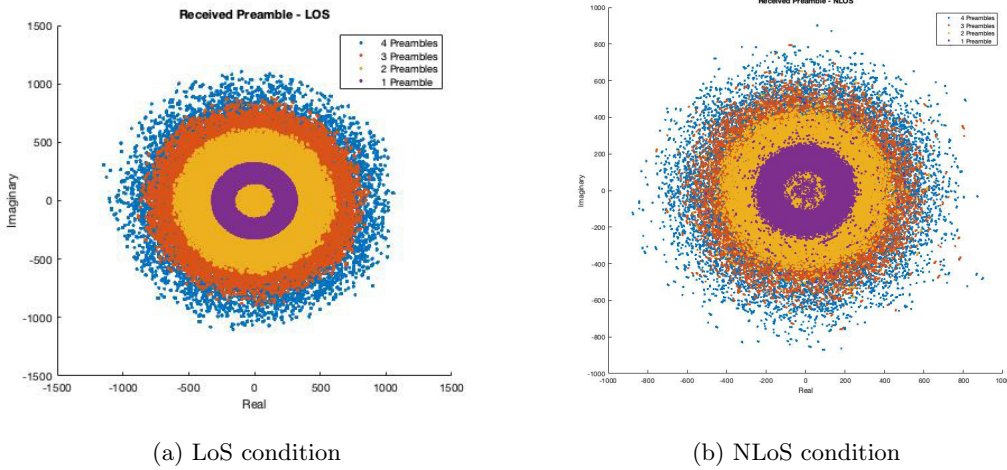 Received Preamble - LOS
1500
1000
500
0
-500
-1000
-1500
Imaginary
-1500
-1000
-500
0
500
1000
1500
Real
4 Preambles
3 Preambles
2 Preambles
1 Preamble
(a) LoS condition
Received Preamble - NLOS
1000
800
600
400
200
0
-200
-400
-600
-800
-1000
Imaginary
-1000
-800
-600
-400
-200
0
200
400
600
800
Real
4 Preambles
3 Preambles
2 Preambles
1 Preamble
(b) NLoS condition